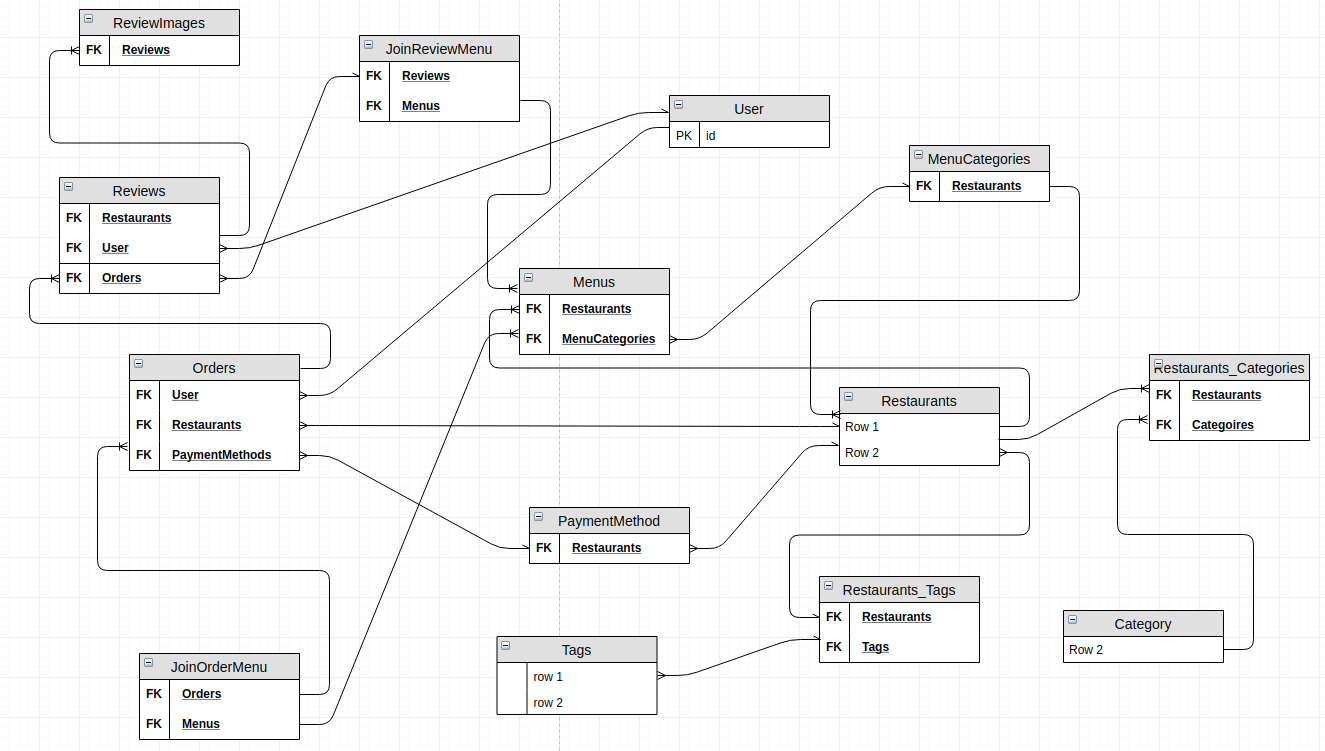 ReviewImages
FK Reviews
JoinReviewMenu
FK Reviews
FK Menus
User
PK id
MenuCategories
FK Restaurants
Reviews
FK Restaurants
FK User
FK Orders
Menus
FK Restaurants
FK MenuCategories
Orders
FK User
FK Restaurants
FK PaymentMethods
Restaurants
Row 1
Row 2
Restaurants_Categories
FK Restaurants
FK Categoires
PaymentMethod
FK Restaurants
Restaurants_Tags
FK Restaurants
FK Tags
Category
Row 2
Tags
row 1
row 2
JoinOrderMenu
FK Orders
FK Menus